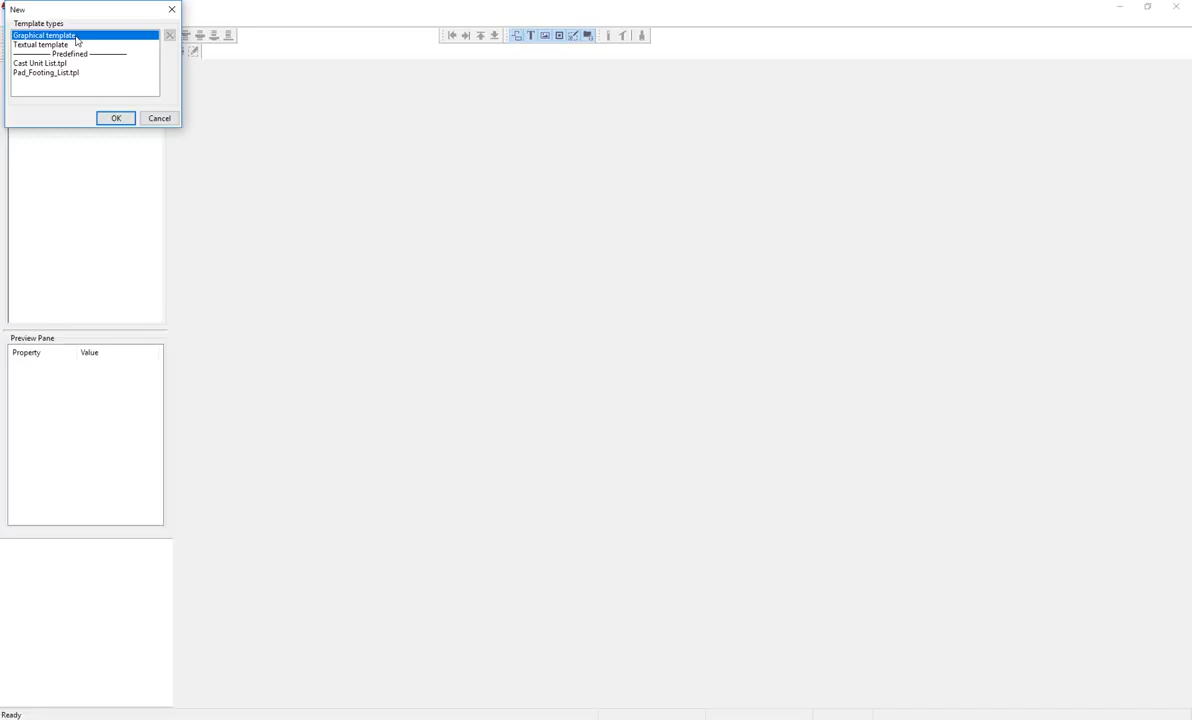 New
Template types
Graphical template
Textual template
Predefined
Cast Unit List.tpl
Pad_Footing_List.tpl
OK
Cancel
T
Preview Pane
Property Value
Ready